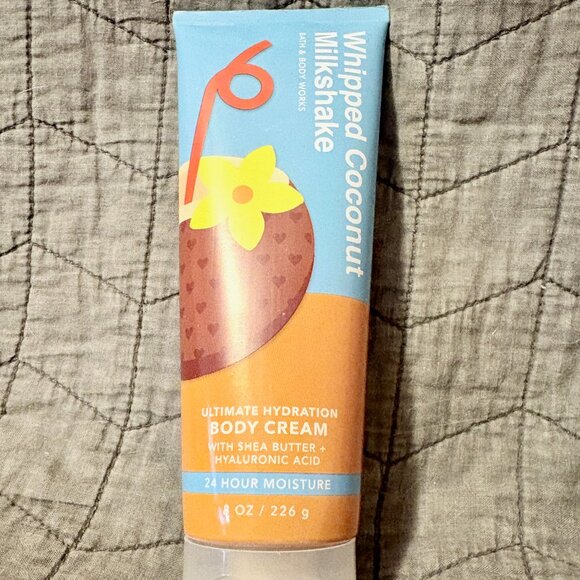 Whipped Coconut
Milkshake
BATH & BODY WORKS
ULTIMATE HYDRATION
BODY CREAM
WITH SHEA BUTTER +
HYALURONIC ACID
24 HOUR MOISTURE
8 OZ / 226 g